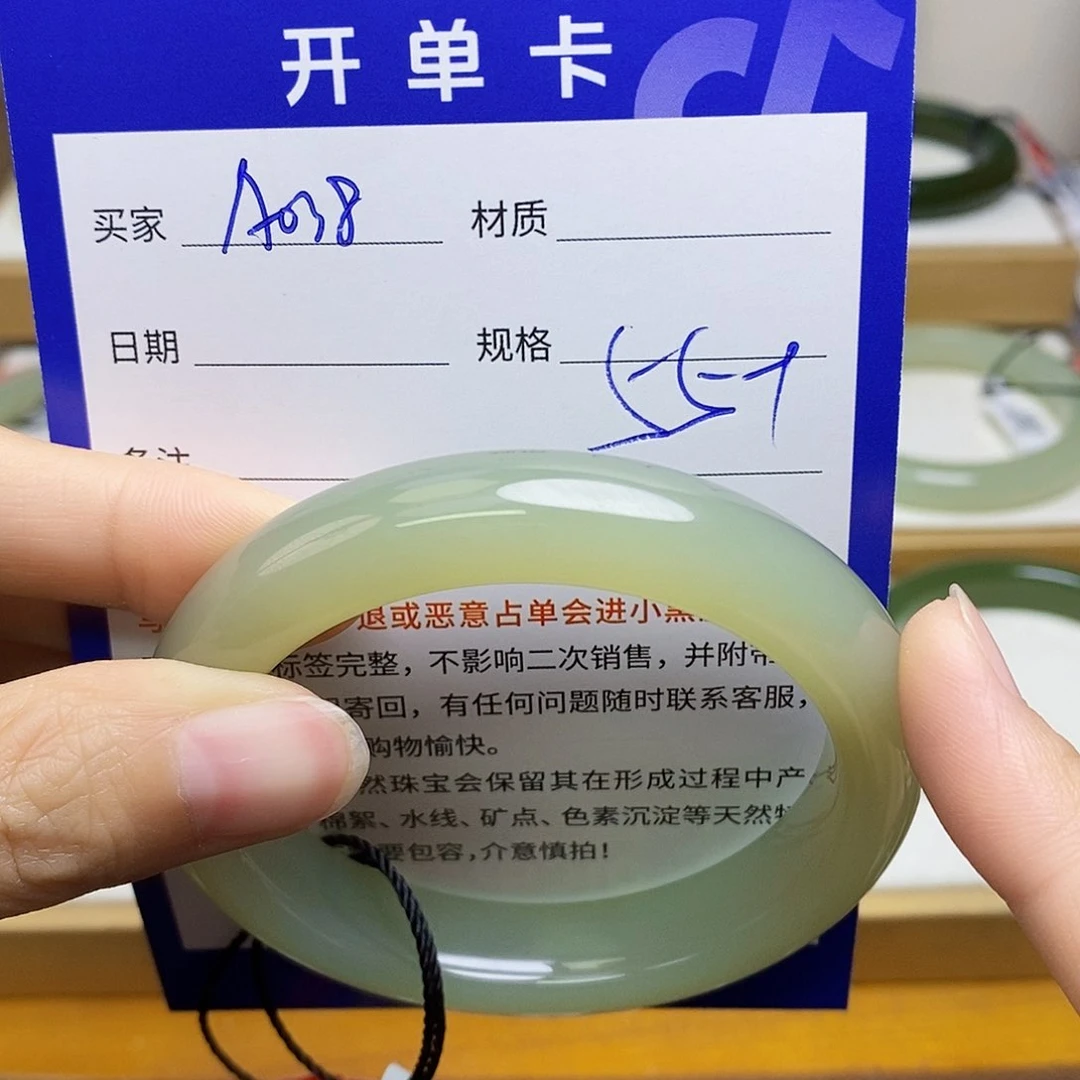 开单卡
买家 A038 材质
日期 规格 55-1
备注
退或恶意占单会进小黑
标签完整，不影响二次销售，并附带
寄回，有任何问题随时联系客服，
购物愉快。
然珠宝会保留其在形成过程中产
棉絮、水线、矿点、色素沉淀等天然
要包容,介意慎拍!